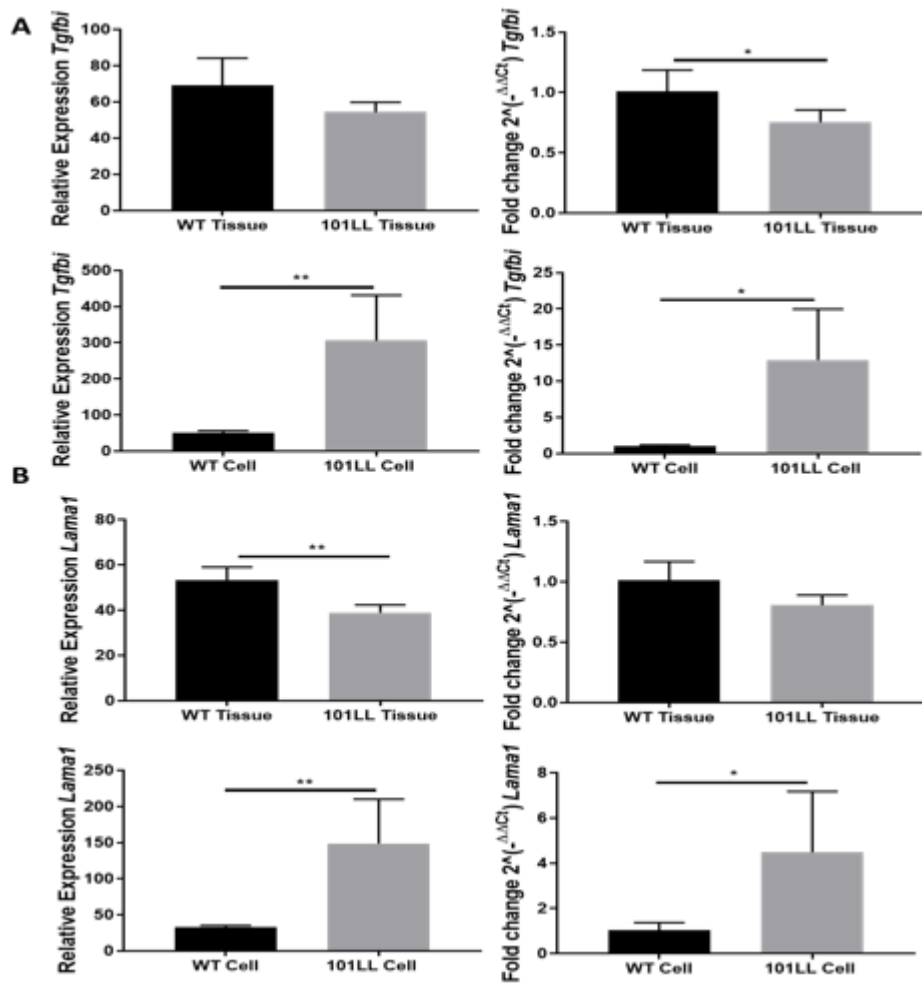 A
Relative Expression Tgfbi
100
80
60
40
20
0
WT Tissue 101LL Tissue
Fold change 2^(-ΔΔCt) Tgfbi
1.5
1.0
0.5
0.0
*
WT Tissue 101LL Tissue
Relative Expression Tgfbi
500
400
300
200
100
0
**
WT Cell 101LL Cell
Fold change 2^(-ΔΔCt) Tgfbi
25
20
15
10
5
0
*
WT Cell 101LL Cell
B
Relative Expression Lama1
80
60
40
20
0
**
WT Tissue 101LL Tissue
Fold change 2^(-ΔΔCt) Lama1
1.5
1.0
0.5
0.0
WT Tissue 101LL Tissue
Relative Expression Lama1
250
200
150
100
50
0
**
WT Cell 101LL Cell
Fold change 2^(-ΔΔCt) Lama1
8
6
4
2
0
*
WT Cell 101LL Cell